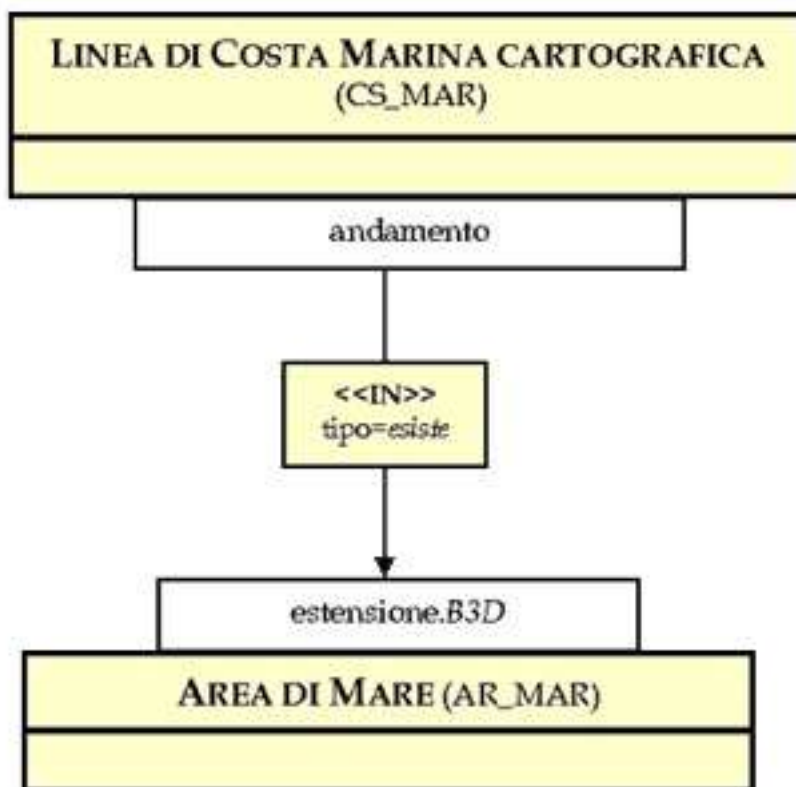 LINEA DI COSTA MARINA CARTOGRAFICA
(CS_MAR)
andamento
<<IN>>
tipo=esiste
estensione.B3D
AREA DI MARE (AR_MAR)